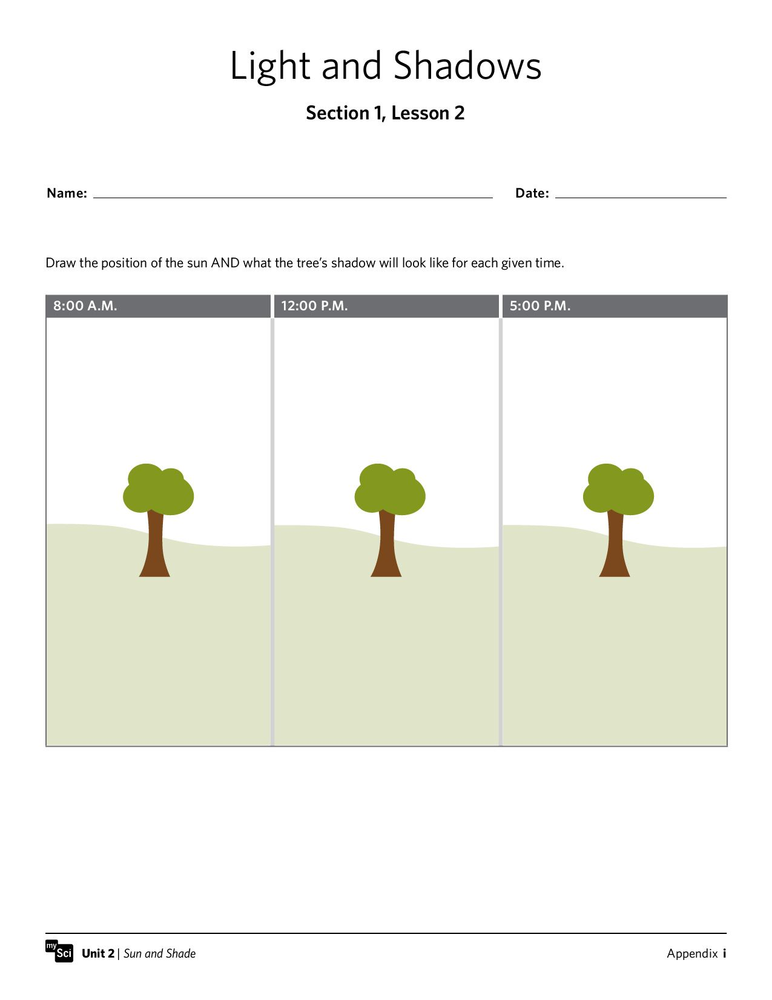 Light and Shadows
Section 1, Lesson 2
Name: Date:
Draw the position of the sun AND what the tree’s shadow will look like for each given time.
8:00 A.M. 12:00 P.M. 5:00 P.M.
my Sci Unit 2 | Sun and Shade Appendix i